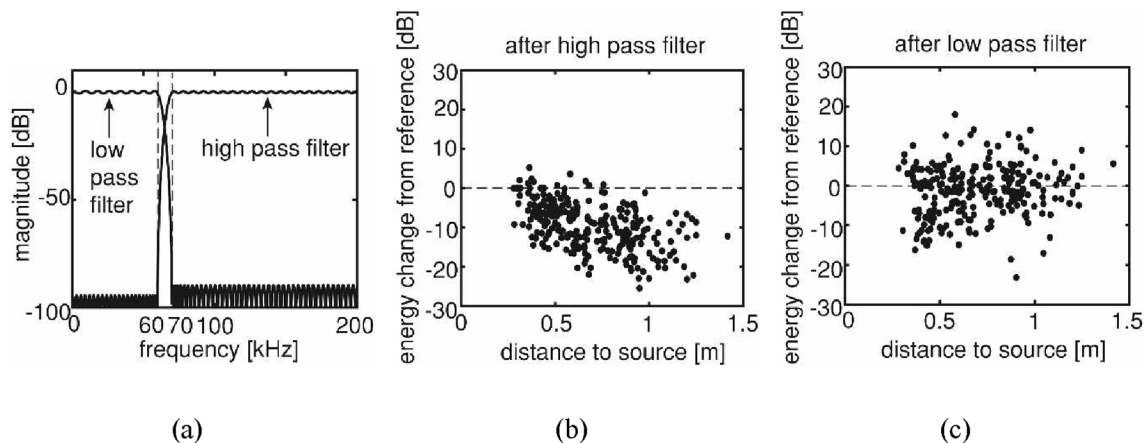 magnitude [dB]
0
-50
-100
low
pass
filter
high pass filter
0
60
70
100
200
frequency [kHz]
(a)
after high pass filter
energy change from reference [dB]
30
20
10
0
-10
-20
-30
0
0.5
1
1.5
distance to source [m]
(b)
after low pass filter
energy change from reference [dB]
30
20
10
0
-10
-20
-30
0
0.5
1
1.5
distance to source [m]
(c)